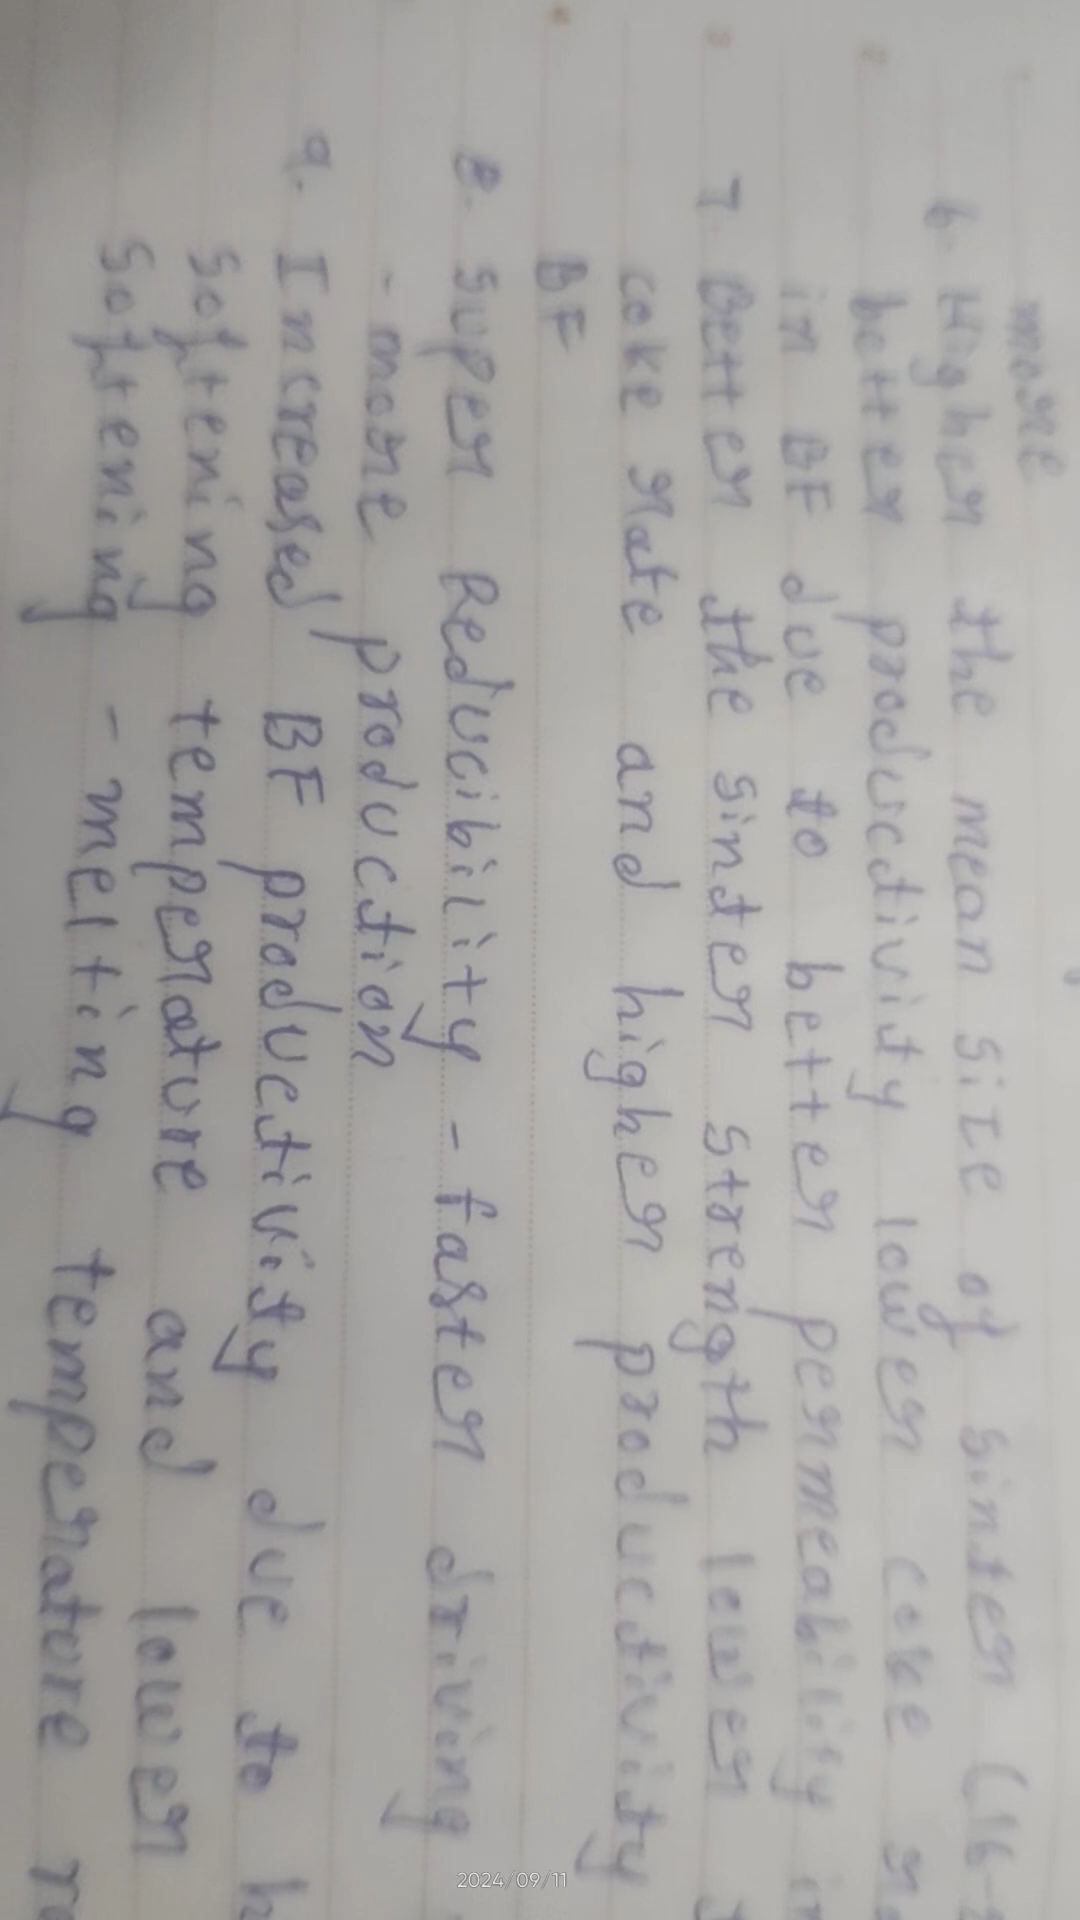 more
6. Higher the mean size of sinter (16-
better productivity lower coke
in BF due to better permeability in
7. Better the sinter strength lower
coke rate and higher productivity
BF
8. super Reducibility - faster driving
- more production
9. Increased BF productivity due to h
softening temperature and lower
softening - melting temperature
2024/09/11